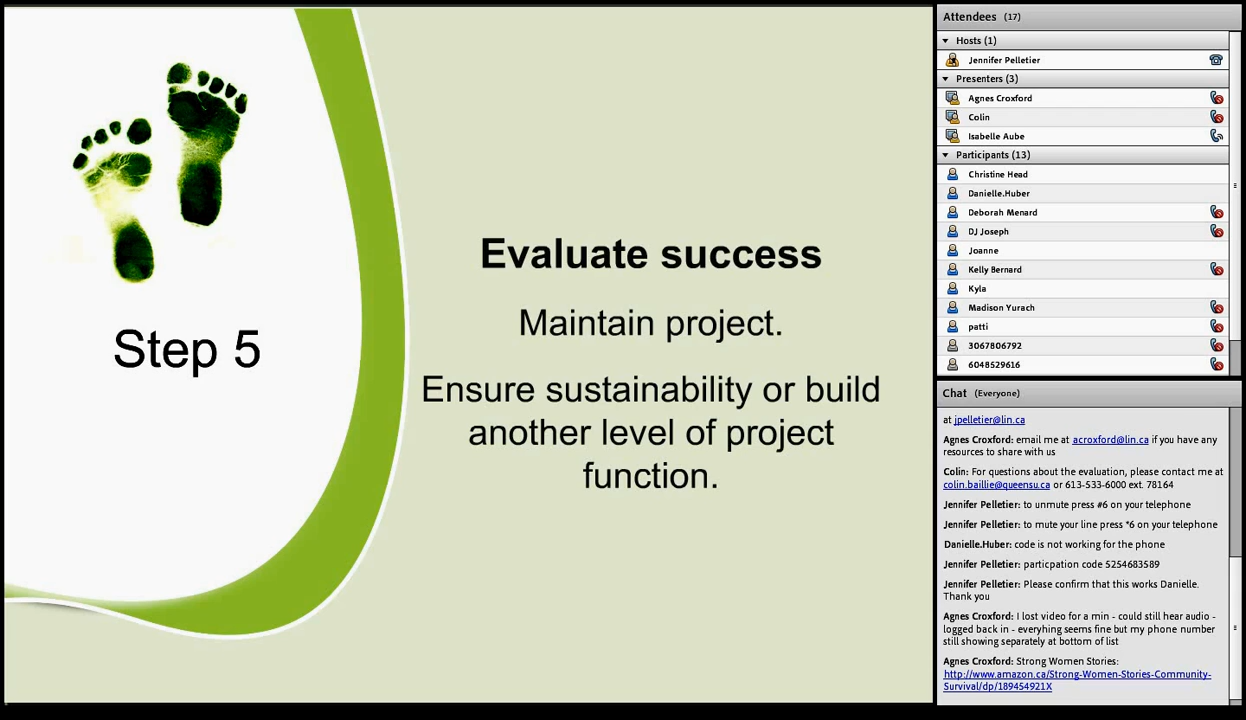 Step 5
Evaluate success
Maintain project.
Ensure sustainability or build
another level of project
function.
Attendees (17)
Hosts (1)
Jennifer Pelletier
Presenters (3)
Agnes Croxford
Colin
Isabelle Aube
Participants (13)
Christine Head
Danielle.Huber
Deborah Menard
DJ Joseph
Joanne
Kelly Bernard
Kyla
Madison Yurach
patti
3067806792
6048529616
Chat (Everyone)
at jpelletier@lin.ca
Agnes Croxford: email me at acroxford@lin.ca if you have any
resources to share with us
Colin: For questions about the evaluation, please contact me at
colin.baillie@queensu.ca or 613-533-6000 ext. 78164
Jennifer Pelletier: to unmute press #6 on your telephone
Jennifer Pelletier: to mute your line press *6 on your telephone
Danielle.Huber: code is not working for the phone
Jennifer Pelletier: particpation code 5254683589
Jennifer Pelletier: Please confirm that this works Danielle.
Thank you
Agnes Croxford: I lost video for a min - could still hear audio -
logged back in - everyhing seems fine but my phone number
still showing separately at bottom of list
Agnes Croxford: Strong Women Stories:
http://www.amazon.ca/Strong-Women-Stories-Community-
Survival/dp/189454921X